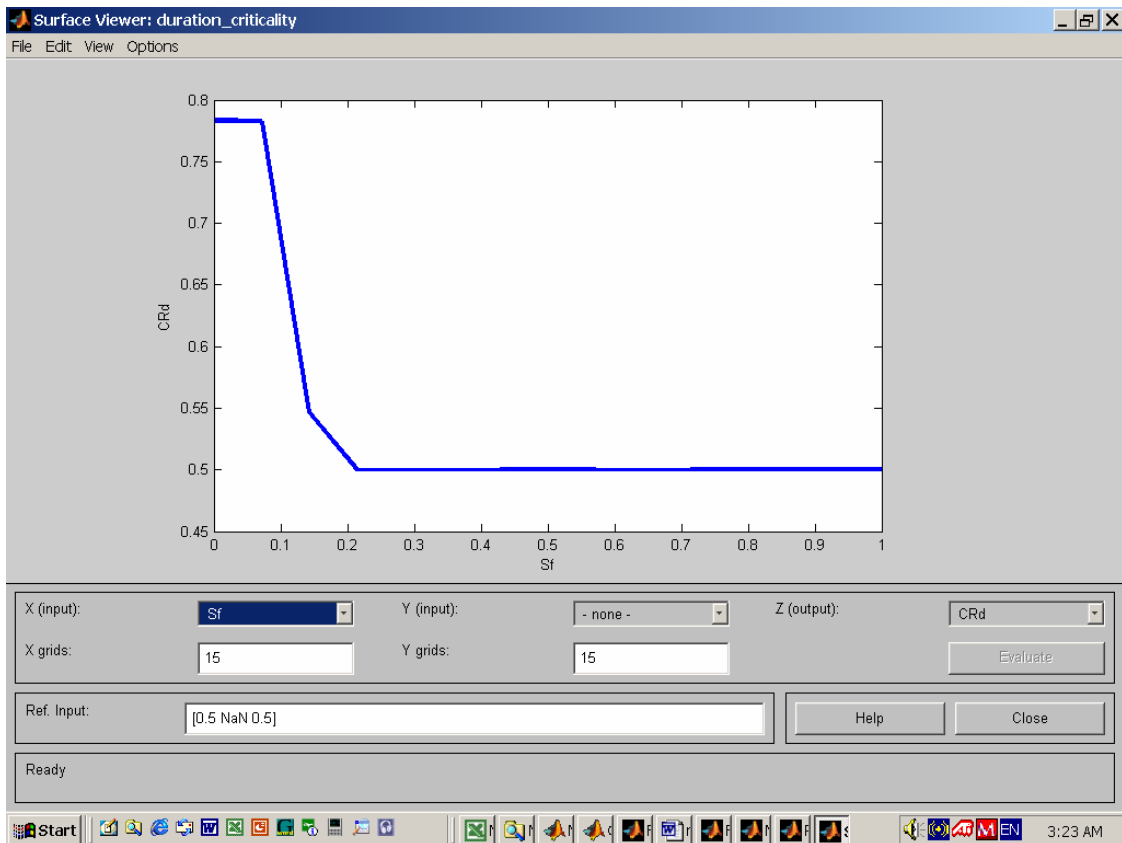 Surface Viewer: duration_criticality
File Edit View Options
0.8
0.75
0.7
0.65
0.6
0.55
0.5
0.45
CRd
0 0.1 0.2 0.3 0.4 0.5 0.6 0.7 0.8 0.9 1
Sf
X (input): Sf Y (input): - none - Z (output): CRd
X grids: 15 Y grids: 15 Evaluate
Ref. Input: [0.5 NaN 0.5] Help Close
Ready
Start EN 3:23 AM